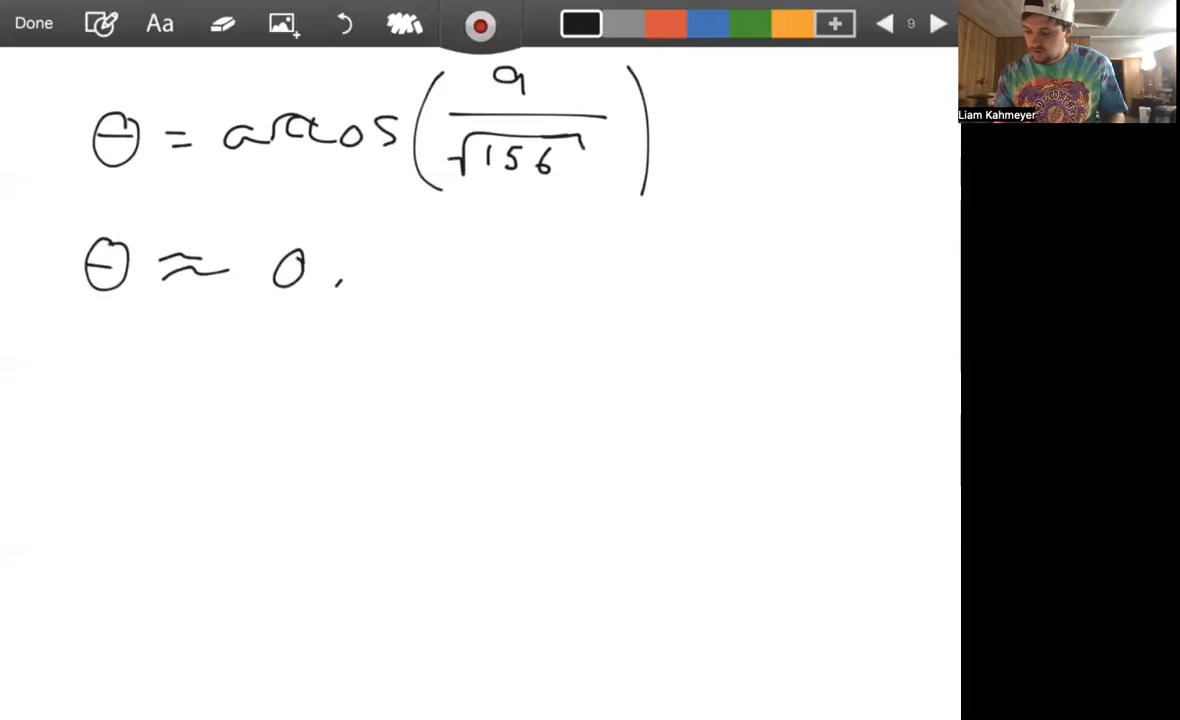 Done Aa 9
Liam Kahmeyer
θ = arccos(9/√156)
θ ≈ 0.